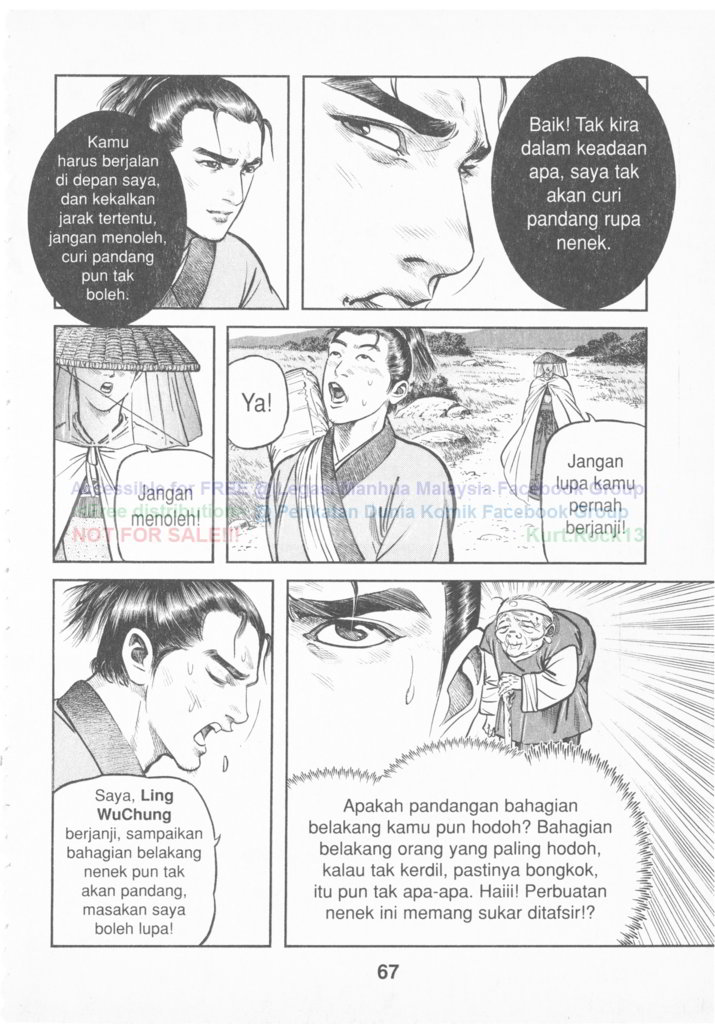 Kamu
harus berjalan
di depan saya,
dan kekalkan
jarak tertentu,
jangan menoleh,
curi pandang
pun tak
boleh.
Baik! Tak kira
dalam keadaan
apa, saya tak
akan curi
pandang rupa
nenek.
Jangan
menoleh!
Ya!
Jangan
lupa kamu
pernah
berjanji!
Accessible for FREE @ Legasi Manhua Malaysia Facebook Group
Free distribution @ Perikatan Dunia Komik Facebook Group
NOT FOR SALE!!! Kurt.Rock13
Saya, Ling
WuChung
berjanji, sampaikan
bahagian belakang
nenek pun tak
akan pandang,
masakan saya
boleh lupa!
Apakah pandangan bahagian
belakang kamu pun hodoh? Bahagian
belakang orang yang paling hodoh,
kalau tak kerdil, pastinya bongkok,
itu pun tak apa-apa. Haiii! Perbuatan
nenek ini memang sukar ditafsir!?
67